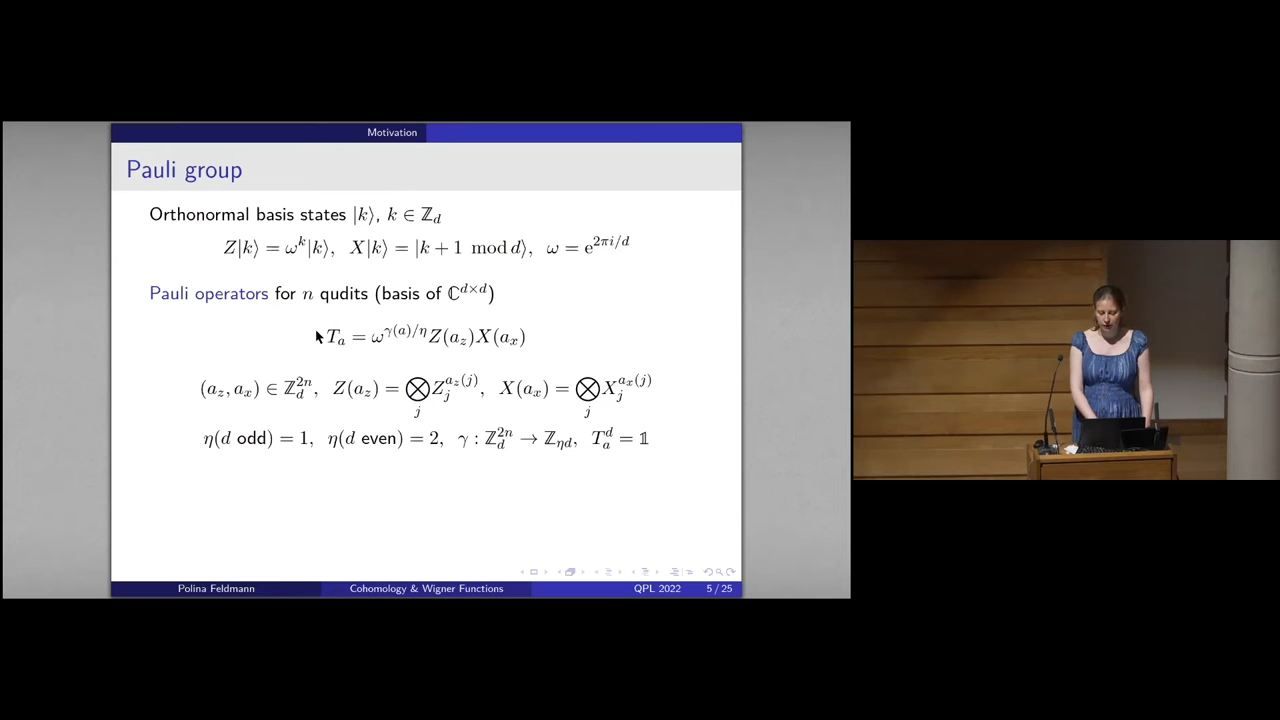 Motivation
Pauli group
Orthonormal basis states |k⟩, k ∈ ℤ_d
Z|k⟩ = ω^k|k⟩, X|k⟩ = |k + 1 mod d⟩, ω = e^{2πi/d}
Pauli operators for n qudits (basis of ℂ^{d×d})
T_a = ω^{γ(a)/η} Z(a_z)X(a_x)
(a_z, a_x) ∈ ℤ_d^{2n}, Z(a_z) = ⨂_j Z_j^{a_z(j)}, X(a_x) = ⨂_j X_j^{a_x(j)}
η(d odd) = 1, η(d even) = 2, γ : ℤ_d^{2n} → ℤ_{ηd}, T_a^d = 𝟙
Polina Feldmann Cohomology & Wigner Functions QPL 2022 5 / 25